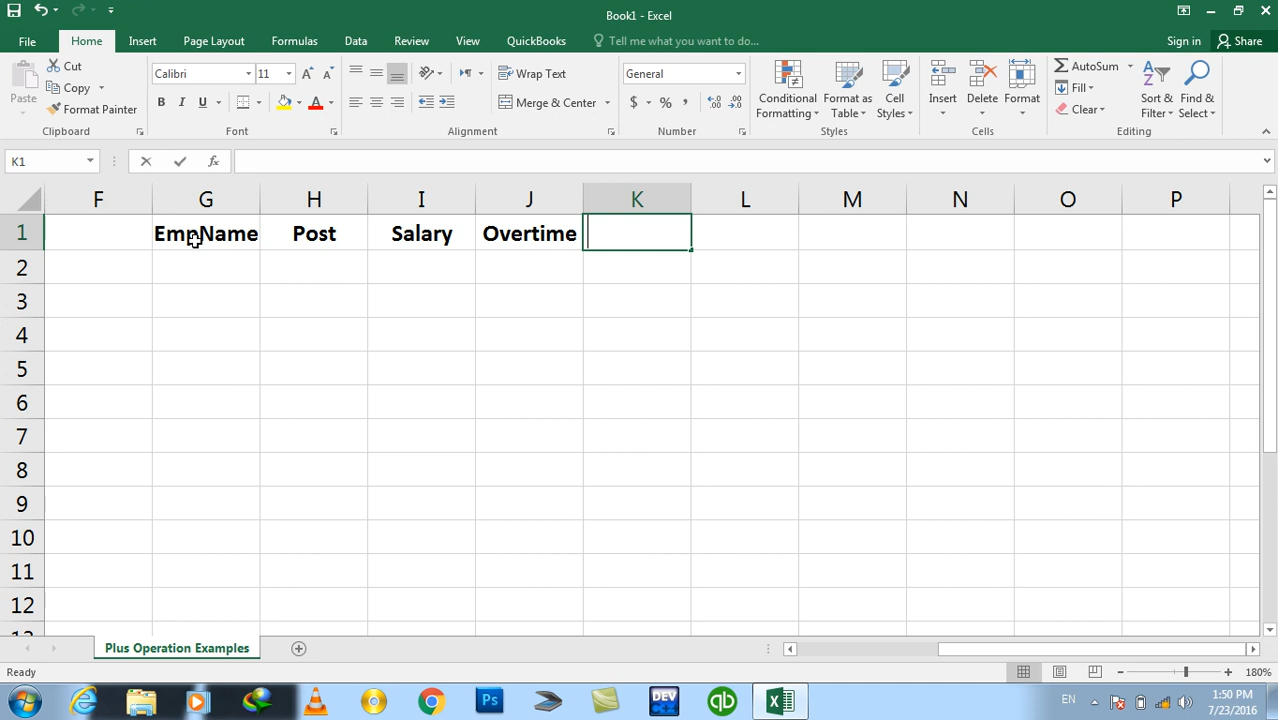 Book1 - Excel
File Home Insert Page Layout Formulas Data Review View QuickBooks Tell me what you want to do... Sign in Share
Paste
Cut
Copy
Format Painter
Clipboard
Calibri 11
B I U A
Font
Wrap Text
Merge & Center
Alignment
General
$ % ,
Number
Conditional Formatting
Format as Table
Cell Styles
Styles
Insert
Delete
Format
Cells
AutoSum
Fill
Clear
Sort & Filter
Find & Select
Editing
K1 fx
F G H I J K L M N O P
1 EmpName Post Salary Overtime
2
3
4
5
6
7
8
9
10
11
12
13
Plus Operation Examples
Ready 180%
Ps DEV qb EN 1:50 PM
7/23/2016